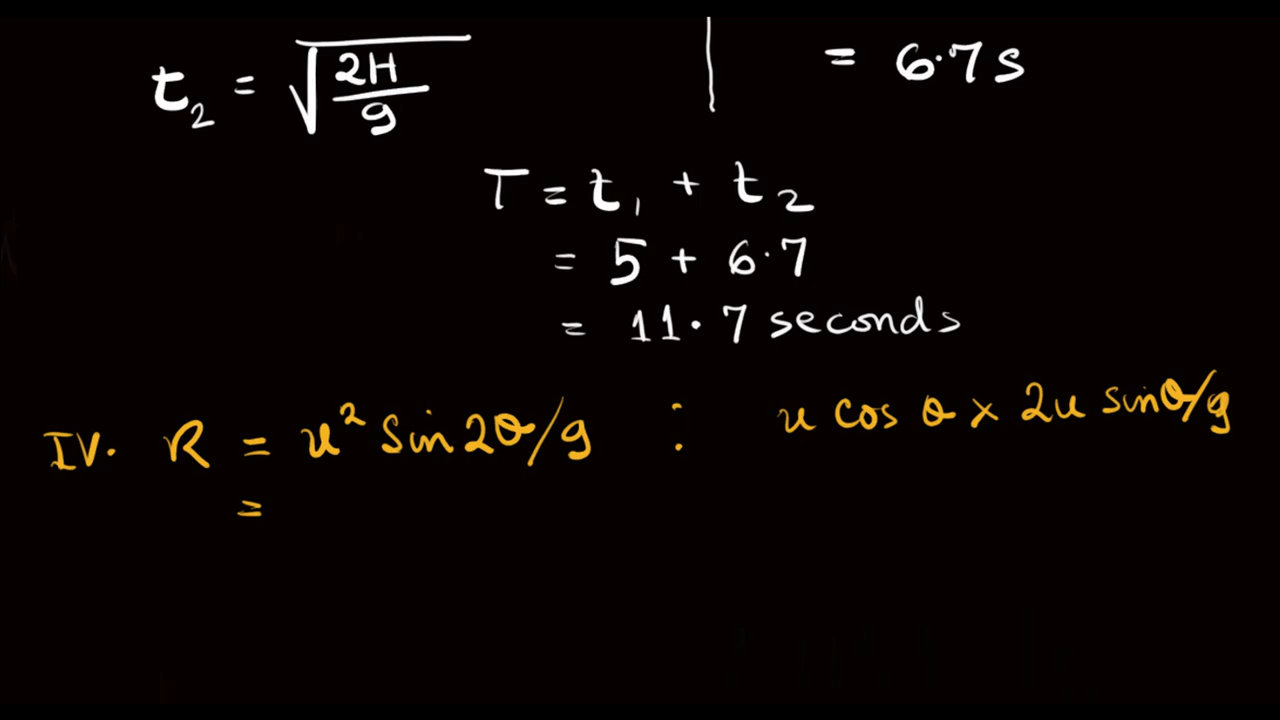 t₂ = √(2H/g)
= 6.7s
T = t₁ + t₂
= 5 + 6.7
= 11.7 seconds
IV. R = u² sin2θ/g : u cos θ × 2u sinθ/g
=